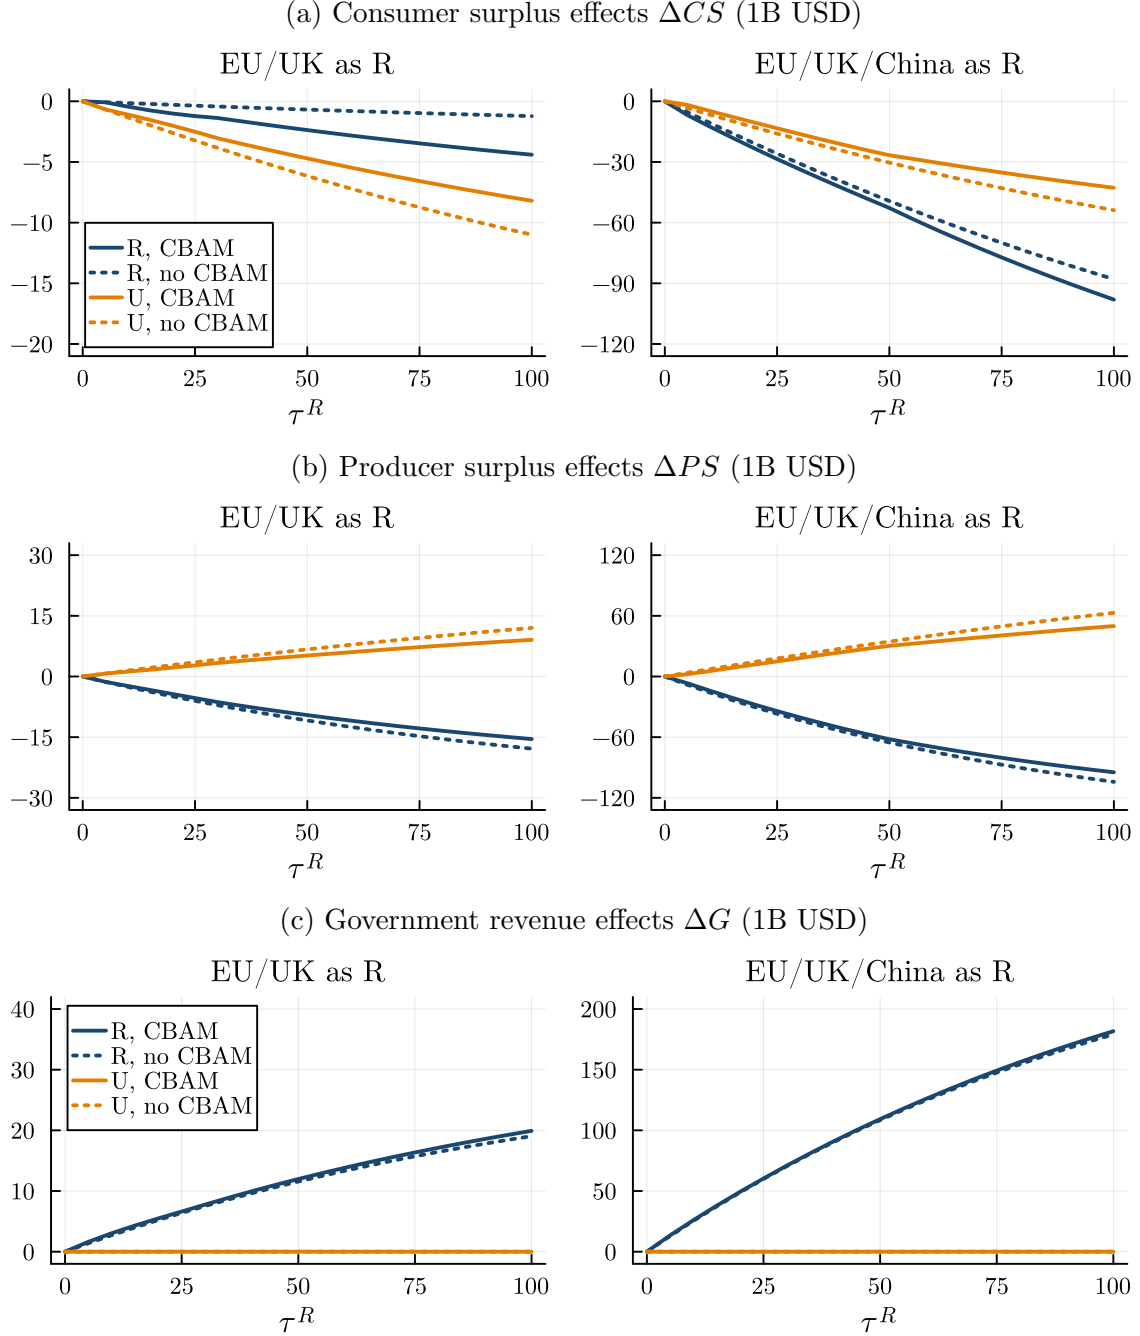 (a) Consumer surplus effects ΔCS (1B USD)
EU/UK as R
EU/UK/China as R
0
−5
−10
−15
−20
R, CBAM
R, no CBAM
U, CBAM
U, no CBAM
0 25 50 75 100
τ^R
0
−30
−60
−90
−120
0 25 50 75 100
τ^R
(b) Producer surplus effects ΔPS (1B USD)
EU/UK as R
EU/UK/China as R
30
15
0
−15
−30
0 25 50 75 100
τ^R
120
60
0
−60
−120
0 25 50 75 100
τ^R
(c) Government revenue effects ΔG (1B USD)
EU/UK as R
EU/UK/China as R
40
30
20
10
0
R, CBAM
R, no CBAM
U, CBAM
U, no CBAM
0 25 50 75 100
τ^R
200
150
100
50
0
0 25 50 75 100
τ^R